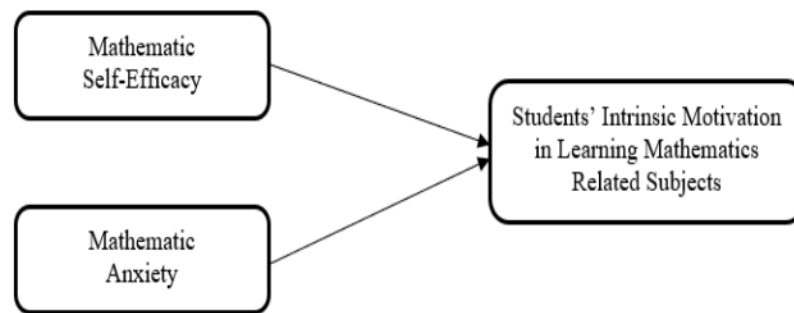 Mathematic
Self-Efficacy
Students’ Intrinsic Motivation
in Learning Mathematics
Related Subjects
Mathematic
Anxiety